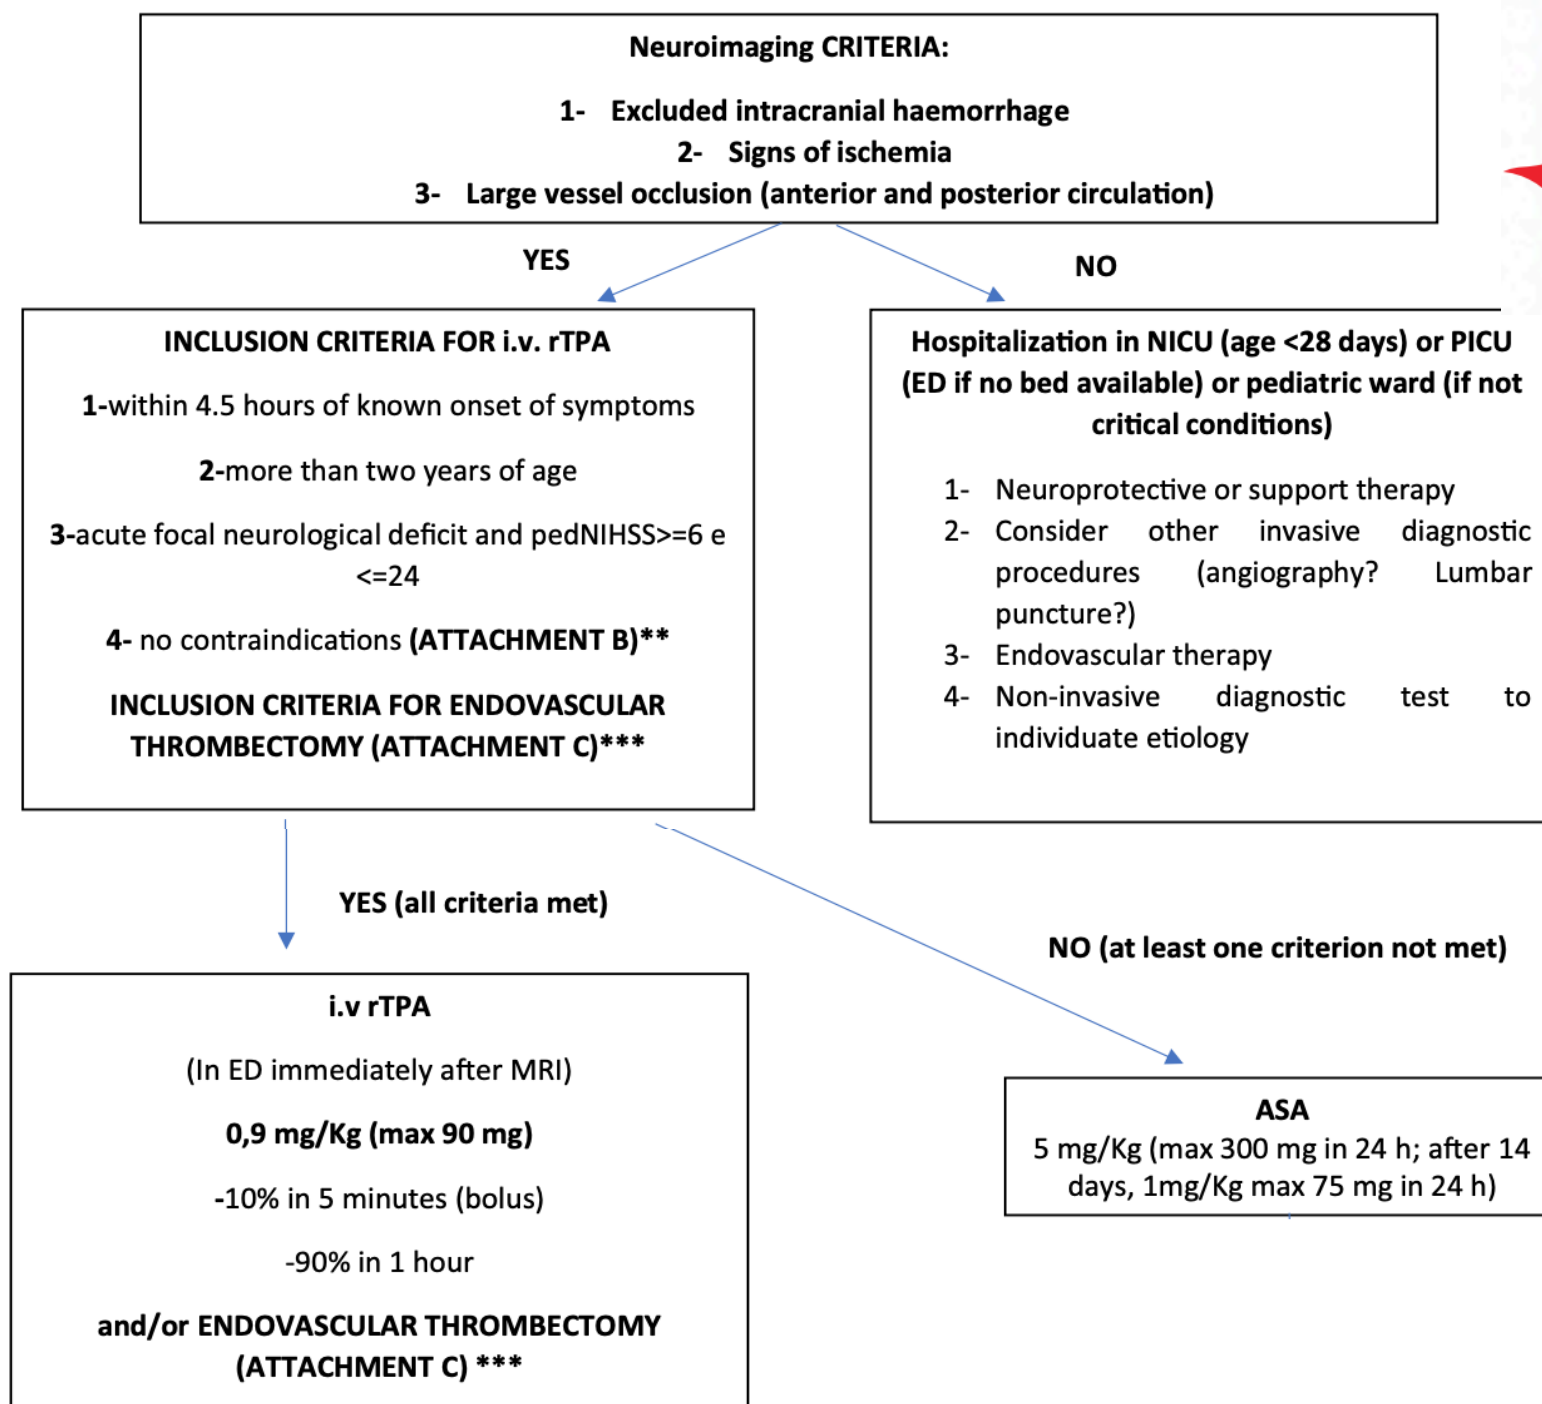 Neuroimaging CRITERIA:
1- Excluded intracranial haemorrhage
2- Signs of ischemia
3- Large vessel occlusion (anterior and posterior circulation)
YES
NO
INCLUSION CRITERIA FOR i.v. rTPA
1-within 4.5 hours of known onset of symptoms
2-more than two years of age
3-acute focal neurological deficit and pedNIHSS>=6 e
<=24
4- no contraindications (ATTACHMENT B)**
INCLUSION CRITERIA FOR ENDOVASCULAR
THROMBECTOMY (ATTACHMENT C)***
Hospitalization in NICU (age <28 days) or PICU
(ED if no bed available) or pediatric ward (if not
critical conditions)
1- Neuroprotective or support therapy
2- Consider other invasive diagnostic
procedures (angiography? Lumbar
puncture?)
3- Endovascular therapy
4- Non-invasive diagnostic test to
individuate etiology
YES (all criteria met)
NO (at least one criterion not met)
i.v rTPA
(In ED immediately after MRI)
0,9 mg/Kg (max 90 mg)
-10% in 5 minutes (bolus)
-90% in 1 hour
and/or ENDOVASCULAR THROMBECTOMY
(ATTACHMENT C) ***
ASA
5 mg/Kg (max 300 mg in 24 h; after 14
days, 1mg/Kg max 75 mg in 24 h)